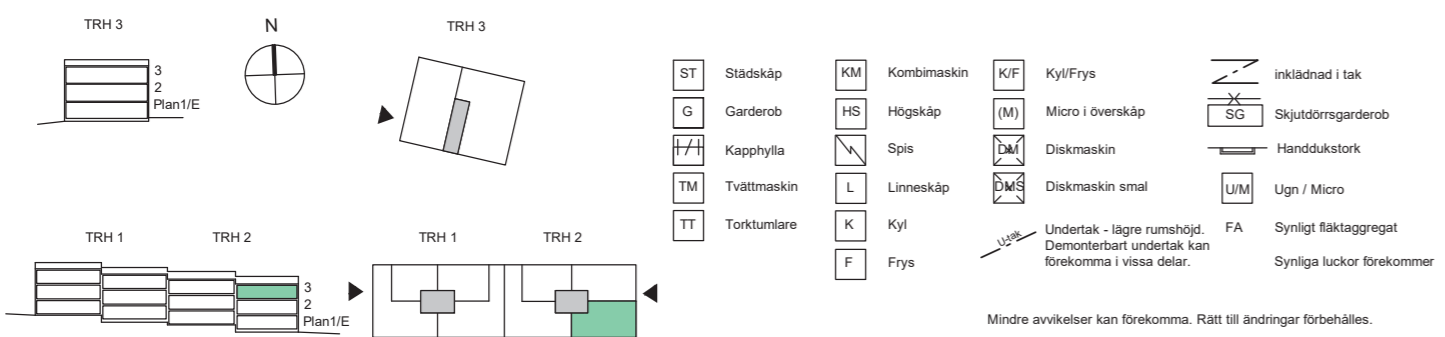 TRH 3
N
TRH 3
3
2
Plan1/E
TRH 1
TRH 2
3
2
Plan1/E
TRH 1
TRH 2
ST Städskåp
G Garderob
Kapphylla
TM Tvättmaskin
TT Torktumlare
KM Kombimaskin
HS Högskåp
Spis
L Linneskåp
K Kyl
F Frys
K/F Kyl/Frys
(M) Micro i överskåp
DM Diskmaskin
DMS Diskmaskin smal
U-tak
Undertak - lägre rumshöjd.
Demonterbart undertak kan
förekomma i vissa delar.
inklädnad i tak
SG Skjutdörrsgarderob
Handdukstork
U/M Ugn / Micro
FA Synligt fläktaggregat
Synliga luckor förekommer
Mindre avvikelser kan förekomma. Rätt till ändringar förbehålles.